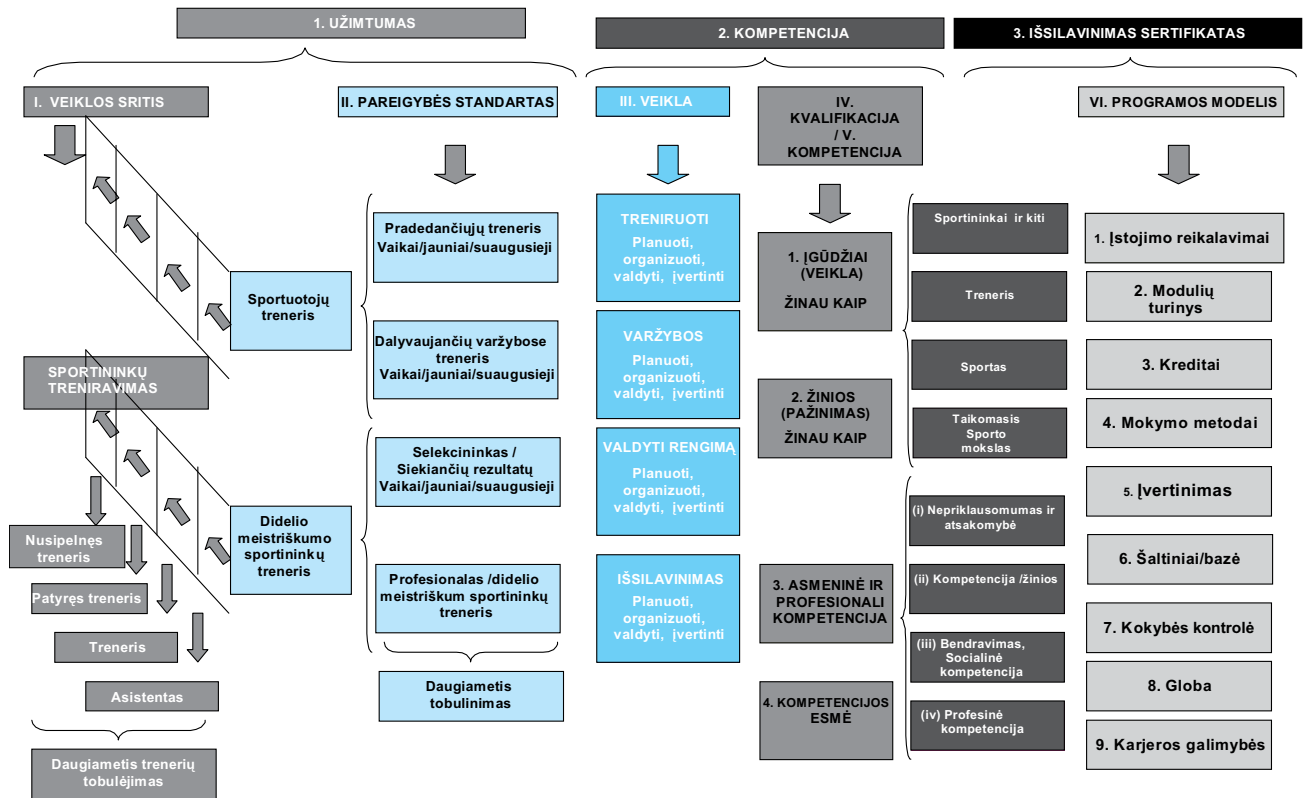 1. UŽIMTUMAS
2. KOMPETENCIJA
3. IŠSILAVINIMAS SERTIFIKATAS
I. VEIKLOS SRITIS
II. PAREIGYBĖS STANDARTAS
III. VEIKLA
IV.
KVALIFIKACIJA
/ V.
KOMPETENCIJA
VI. PROGRAMOS MODELIS
SPORTININKŲ
TRENIRAVIMAS
Nusipelnęs
treneris
Patyręs treneris
Treneris
Asistentas
Daugiametis trenerių
tobulėjimas
Sportuotojų
treneris
Didelio
meistriškumo
sportininkų
treneris
Pradedančiųjų treneris
Vaikai/jauniai/suaugusieji
Dalyvaujančių varžybose
treneris
Vaikai/jauniai/suaugusieji
Selekcininkas /
Siekiančių rezultatų
Vaikai/jauniai/suaugusieji
Profesionalas /didelio
meistriškum sportininkų
treneris
Daugiametis
tobulinimas
TRENIRUOTI
Planuoti,
organizuoti,
valdyti, įvertinti
VARŽYBOS
Planuoti,
organizuoti,
valdyti, įvertinti
VALDYTI RENGIMĄ
Planuoti,
organizuoti,
valdyti, įvertinti
IŠSILAVINIMAS
Planuoti,
organizuoti,
valdyti, įvertinti
1. ĮGŪDŽIAI
(VEIKLA)
ŽINAU KAIP
2. ŽINIOS
(PAŽINIMAS)
ŽINAU KAIP
3. ASMENINĖ IR
PROFESIONALI
KOMPETENCIJA
4. KOMPETENCIJOS
ESMĖ
Sportininkai ir kiti
Treneris
Sportas
Taikomasis
Sporto
mokslas
(i) Nepriklausomumas ir
atsakomybė
(ii) Kompetencija /žinios
(iii) Bendravimas,
Socialinė
kompetencija
(iv) Profesinė
kompetencija
1. Įstojimo reikalavimai
2. Modulių
turinys
3. Kreditai
4. Mokymo metodai
5. Įvertinimas
6. Šaltiniai/bazė
7. Kokybės kontrolė
8. Globa
9. Karjeros galimybės